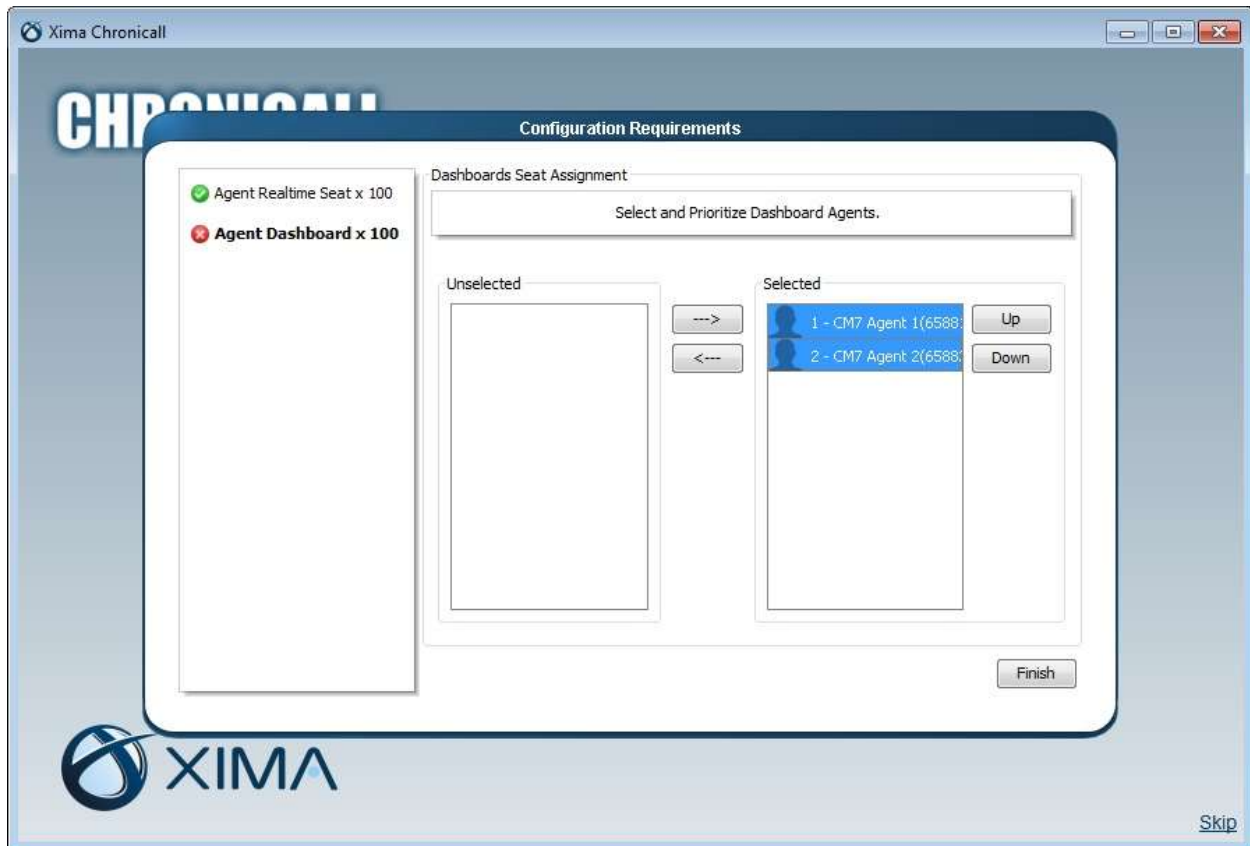 Xima Chronicall
CHRONICALL
Configuration Requirements
Agent Realtime Seat x 100
Agent Dashboard x 100
Dashboards Seat Assignment
Select and Prioritize Dashboard Agents.
Unselected
--->
<---
Selected
1 - CM7 Agent 1(6588
2 - CM7 Agent 2(6588
Up
Down
Finish
XIMA
Skip